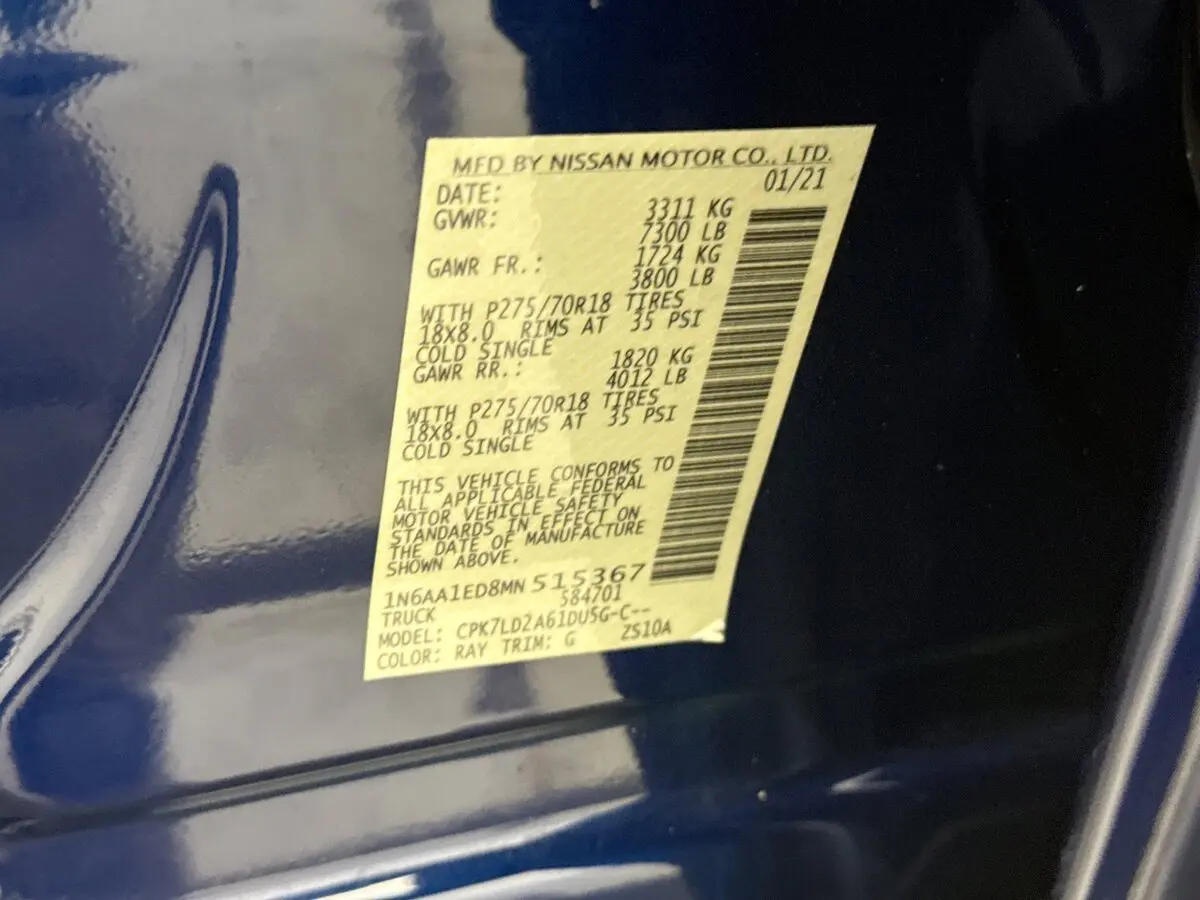 MFD BY NISSAN MOTOR CO., LTD.
DATE: 01/21
GVWR: 3311 KG
7300 LB
GAWR FR.: 1724 KG
3800 LB
WITH P275/70R18 TIRES
18X8.0 RIMS AT 35 PSI
COLD SINGLE
GAWR RR.: 1820 KG
4012 LB
WITH P275/70R18 TIRES
18X8.0 RIMS AT 35 PSI
COLD SINGLE
THIS VEHICLE CONFORMS TO
ALL APPLICABLE FEDERAL
MOTOR VEHICLE SAFETY
STANDARDS IN EFFECT ON
THE DATE OF MANUFACTURE
SHOWN ABOVE.
1N6AA1ED8MN515367
TRUCK 584701
MODEL: CPK7LD2A61DU5G-C--
COLOR: RAY TRIM: G ZS10A